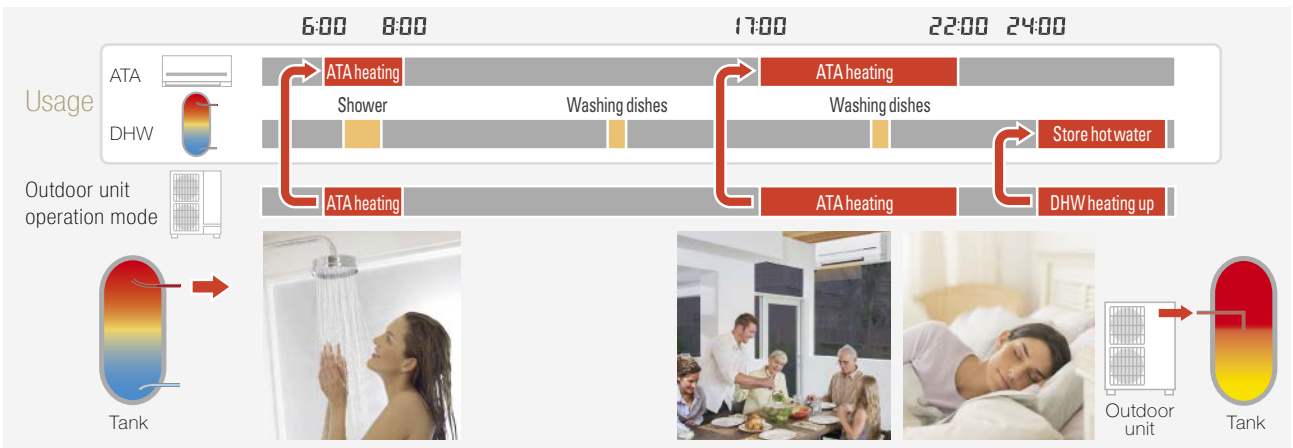 6:00 8:00 17:00 22:00 24:00
Usage
ATA
ATA heating ATA heating
Shower Washing dishes Washing dishes
DHW
Store hot water
Outdoor unit
operation mode
ATA heating ATA heating DHW heating up
Tank
Outdoor
unit
Tank